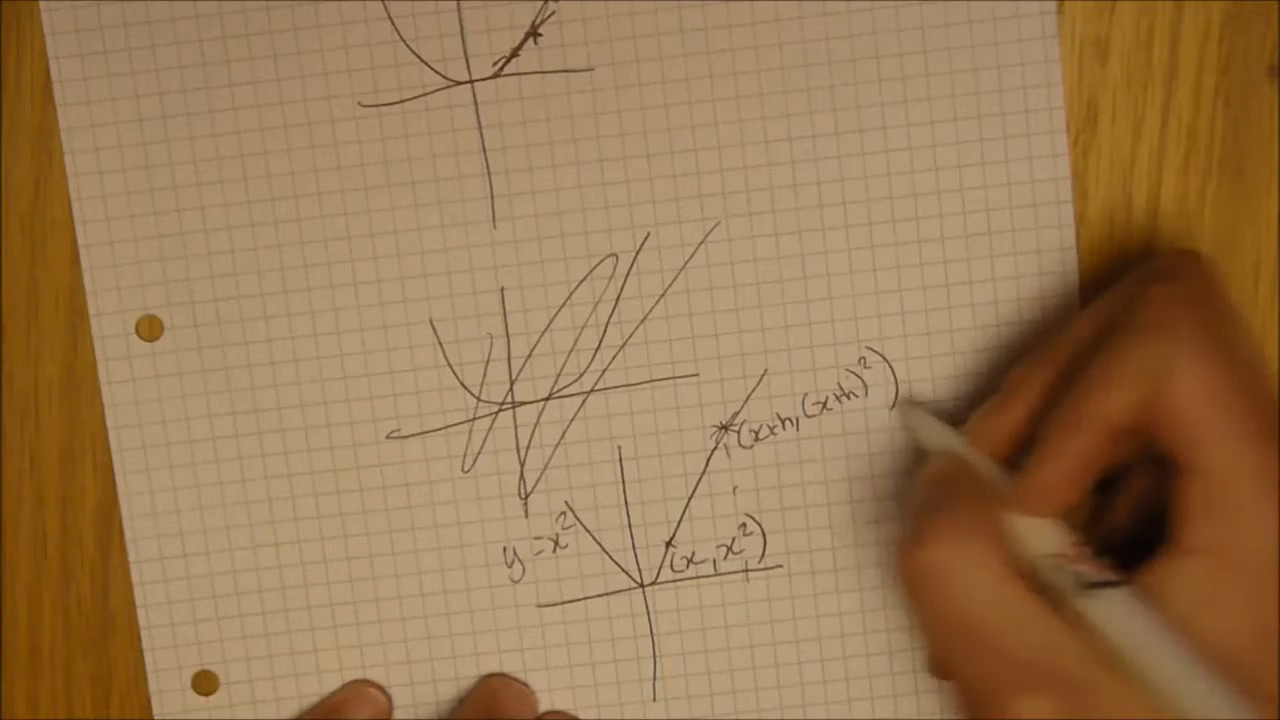 (x+h, (x+h)²)
y=x²
(x, x²)